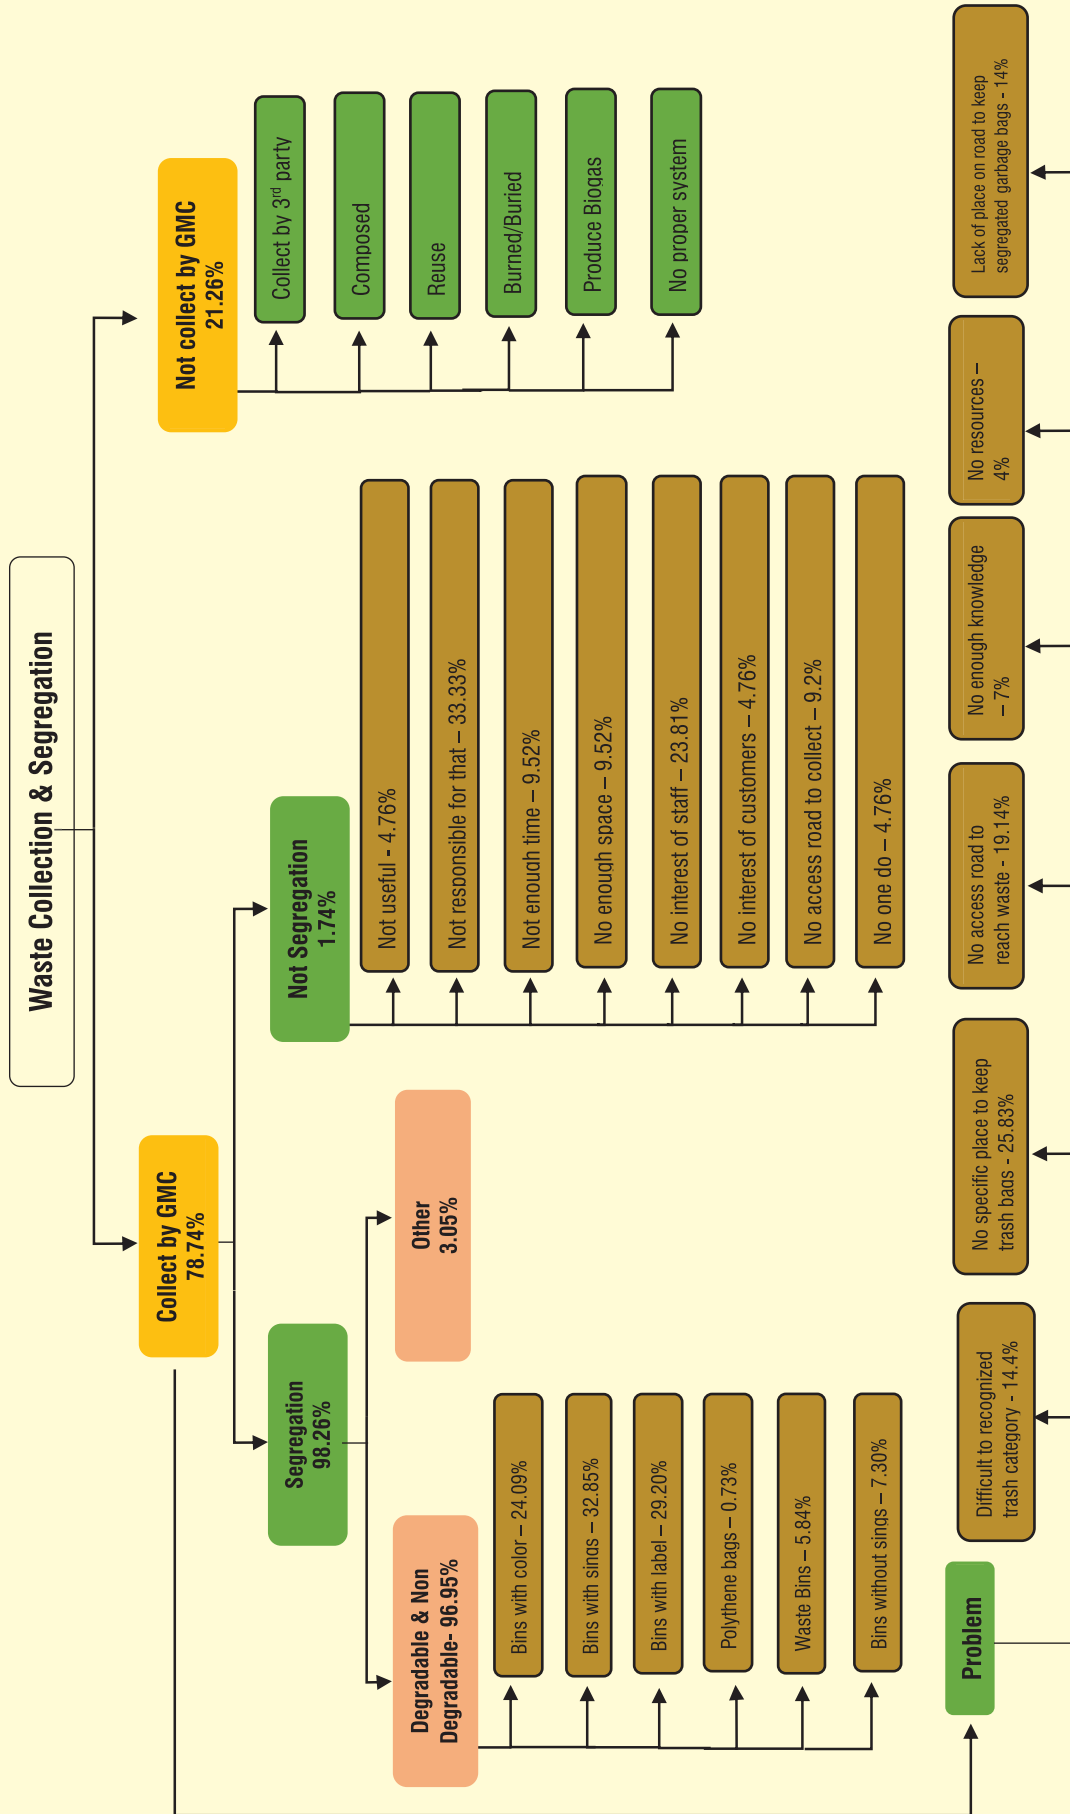 Waste Collection & Segregation
Collect by GMC
78.74%
Not collect by GMC
21.26%
Segregation
98.26%
Not Segregation
1.74%
Degradable & Non
Degradable- 96.95%
Other
3.05%
Bins with color – 24.09%
Bins with sings – 32.85%
Bins with label – 29.20%
Polythene bags – 0.73%
Waste Bins – 5.84%
Bins without sings – 7.30%
Not useful - 4.76%
Not responsible for that – 33.33%
Not enough time – 9.52%
No enough space – 9.52%
No interest of staff – 23.81%
No interest of customers – 4.76%
No access road to collect – 9.2%
No one do – 4.76%
Collect by 3rd party
Composed
Reuse
Burned/Buried
Produce Biogas
No proper system
Problem
Difficult to recognized
trash category - 14.4%
No specific place to keep
trash bags - 25.83%
No access road to
reach waste - 19.14%
No enough knowledge
– 7%
No resources –
4%
Lack of place on road to keep
segregated garbage bags - 14%